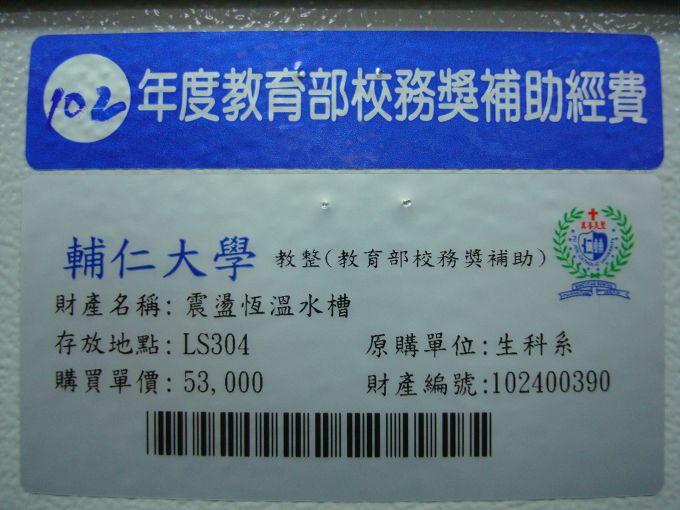 102年度教育部校務獎補助經費
輔仁大學 教整(教育部校務獎補助)
財產名稱: 震盪恆溫水槽
存放地點: LS304 原購單位:生科系
購買單價: 53,000 財產編號:102400390